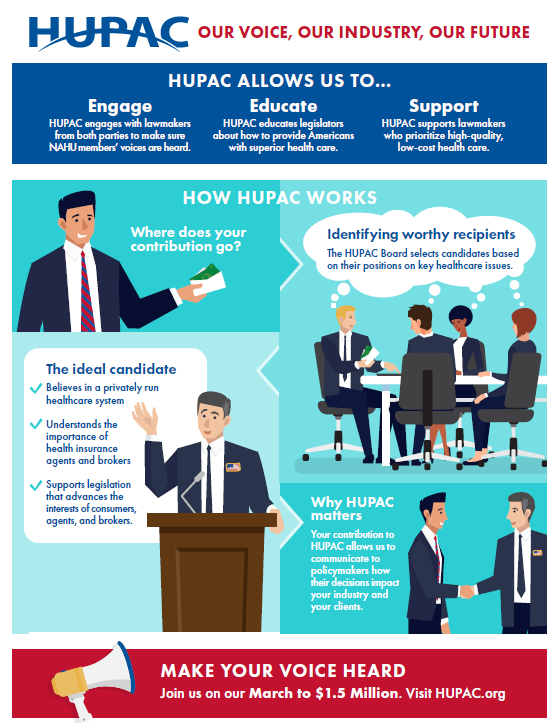 HUPAC
OUR VOICE, OUR INDUSTRY, OUR FUTURE
HUPAC ALLOWS US TO...
Engage
HUPAC engages with lawmakers
from both parties to make sure
NAHU members' voices are heard.
Educate
HUPAC educates legislators
about how to provide Americans
with superior health care.
Support
HUPAC supports lawmakers
who prioritize high-quality,
low-cost health care.
HOW HUPAC WORKS
Where does your
contribution go?
Identifying worthy recipients
The HUPAC Board selects candidates based
on their positions on key healthcare issues.
The ideal candidate
Believes in a privately run
healthcare system
Understands the
importance of
health insurance
agents and brokers
Supports legislation
that advances the
interests of consumers,
agents, and brokers.
Why HUPAC
matters
Your contribution to
HUPAC allows us to
communicate to
policymakers how
their decisions impact
your industry and
your clients.
MAKE YOUR VOICE HEARD
Join us on our March to $1.5 Million. Visit HUPAC.org